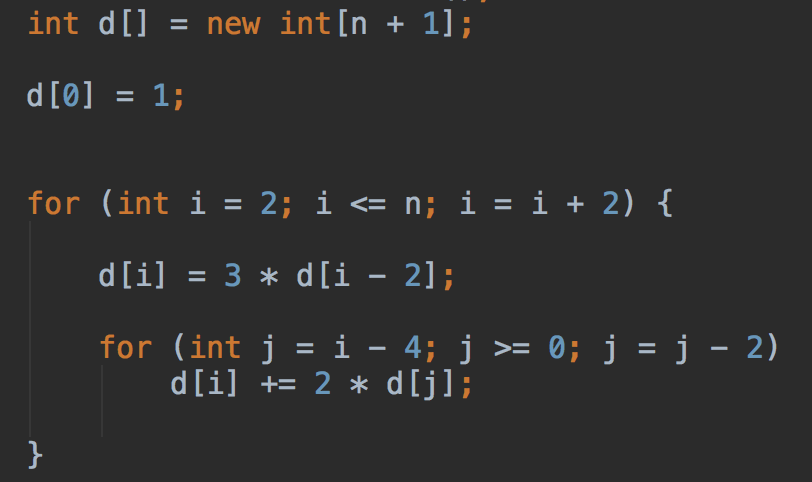 int d[] = new int[n + 1];
d[0] = 1;
for (int i = 2; i <= n; i = i + 2) {
d[i] = 3 * d[i - 2];
for (int j = i - 4; j >= 0; j = j - 2)
d[i] += 2 * d[j];
}